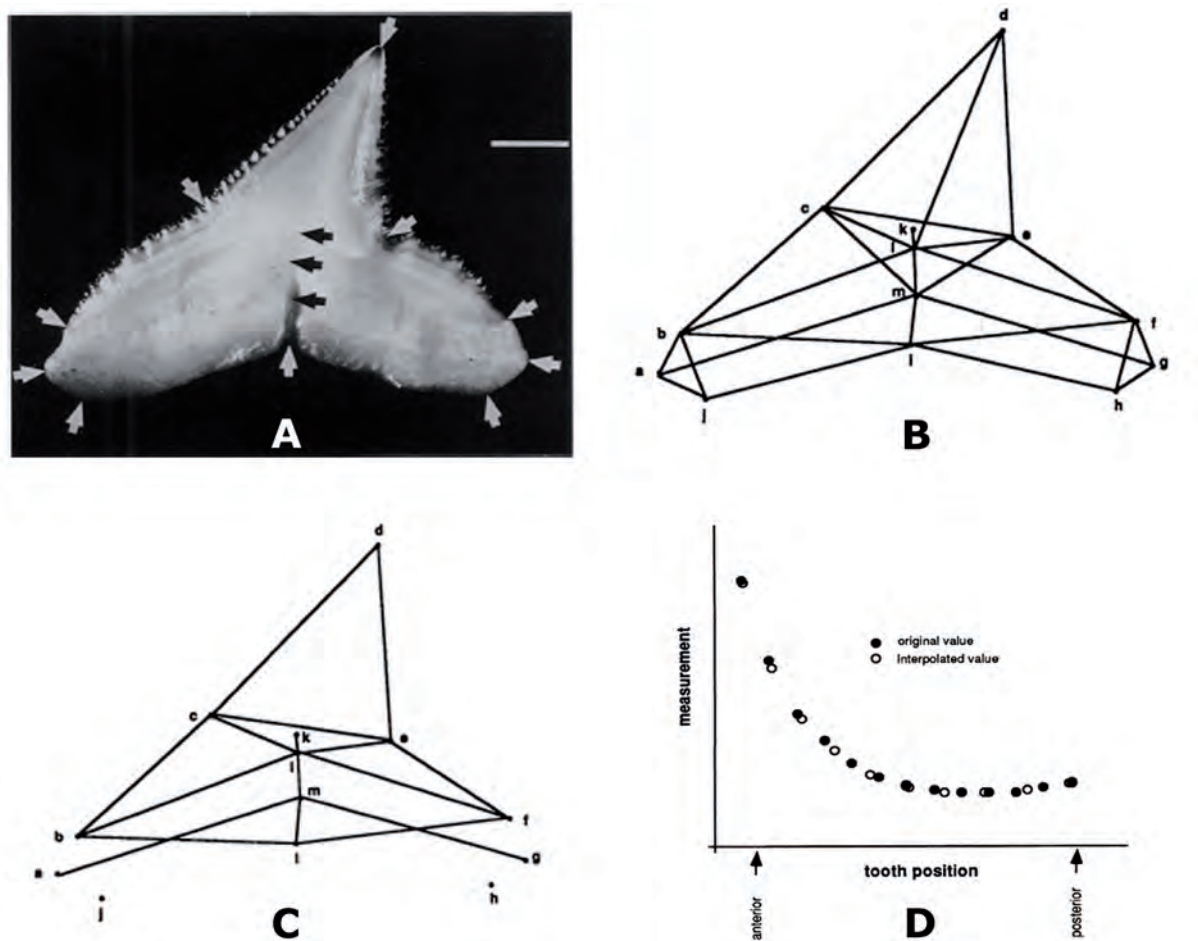 A
d
c
k
e
l
m
b
f
i
a
g
j
h
B
d
c
k
e
l
m
b
f
i
a
g
j
h
C
measurement
original value
Interpolated value
tooth position
anterior
posterior
D